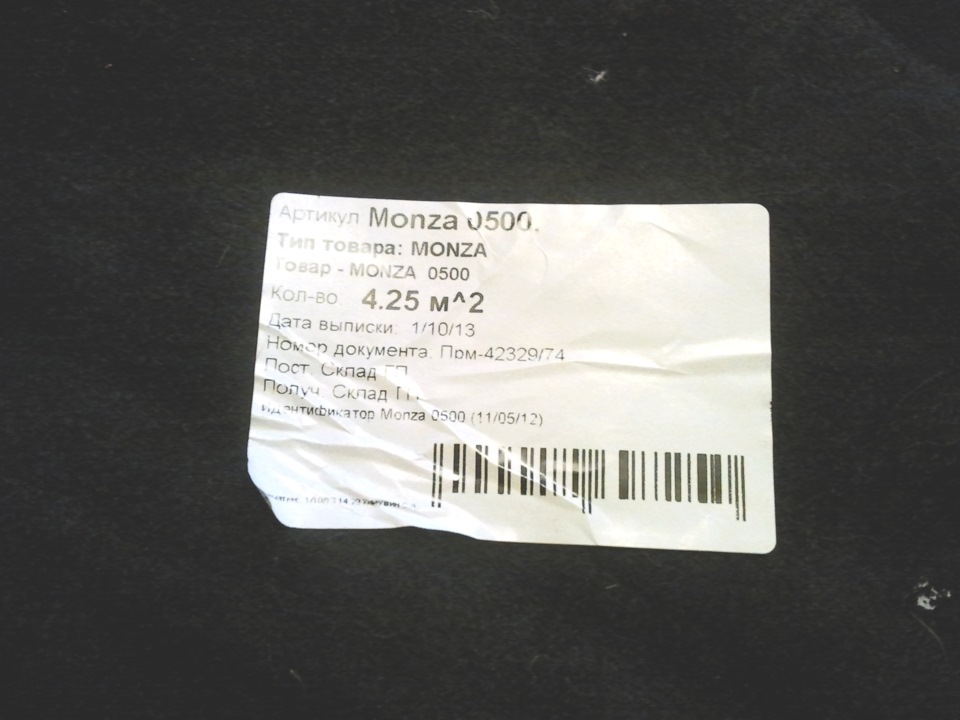 Артикул Monza 0500.
Тип товара: MONZA
Товар - MONZA 0500
Кол-во 4.25 м^2
Дата выписки: 1/10/13
Номер документа: Прм-42329/74
Пост. Склад ГП
Получ. Склад ГП
Идентификатор Monza 0500 (11/05/12)